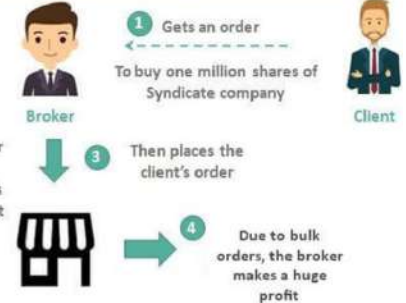 1 Gets an order
To buy one million shares of
Syndicate company
Broker
Client
3 Then places the
client's order
4 Due to bulk
orders, the broker
makes a huge
profit